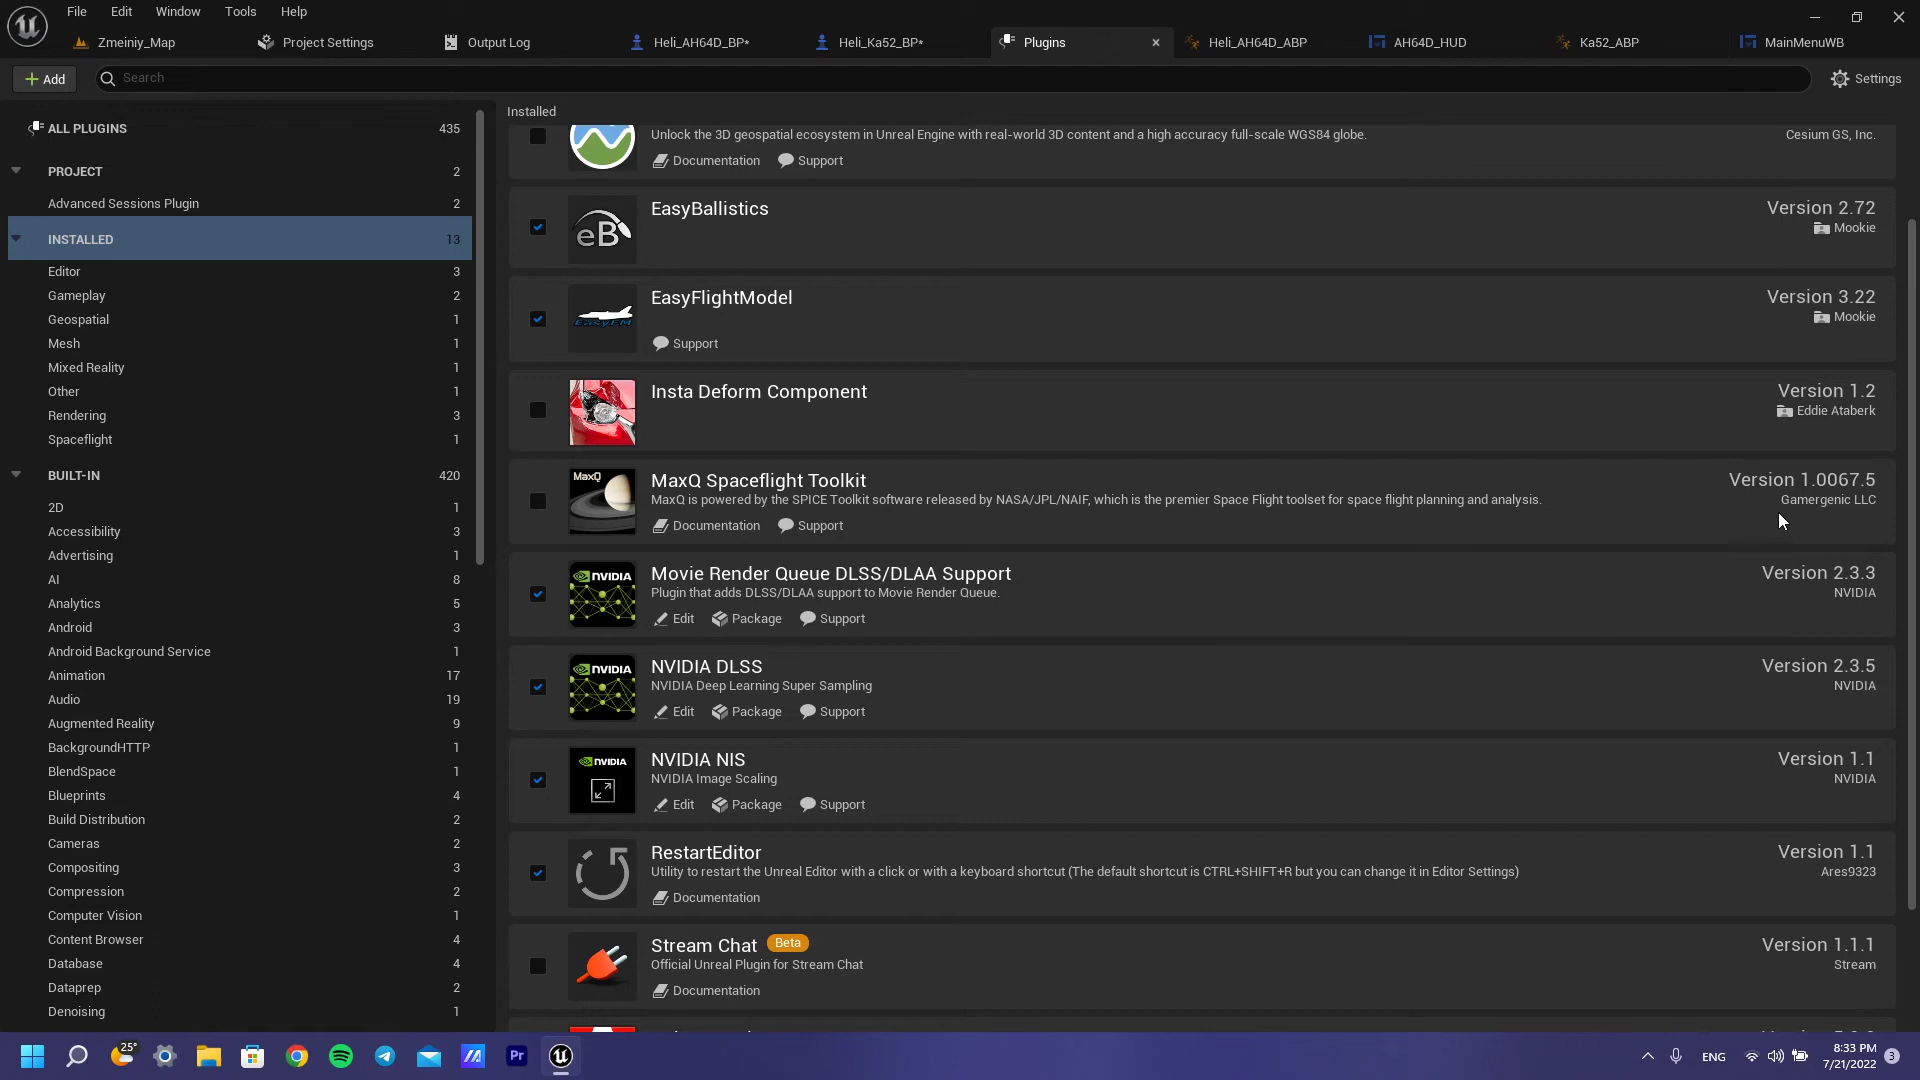 File Edit Window Tools Help
Zmeiniy_Map Project Settings Output Log Heli_AH64D_BP* Heli_Ka52_BP* Plugins Heli_AH64D_ABP AH64D_HUD Ka52_ABP MainMenuWB
Add Search Settings
ALL PLUGINS 435
PROJECT 2
Advanced Sessions Plugin 2
INSTALLED 13
Editor 3
Gameplay 2
Geospatial 1
Mesh 1
Mixed Reality 1
Other 1
Rendering 3
Spaceflight 1
BUILT-IN 420
2D 1
Accessibility 3
Advertising 1
AI 8
Analytics 5
Android 3
Android Background Service 1
Animation 17
Audio 19
Augmented Reality 9
BackgroundHTTP 1
BlendSpace 1
Blueprints 4
Build Distribution 2
Cameras 2
Compositing 3
Compression 2
Computer Vision 1
Content Browser 4
Database 4
Dataprep 2
Denoising 1
Installed
Unlock the 3D geospatial ecosystem in Unreal Engine with real-world 3D content and a high accuracy full-scale WGS84 globe. Cesium GS, Inc.
Documentation Support
eB
EasyBallistics Version 2.72
Mookie
EasyFM
EasyFlightModel Version 3.22
Mookie
Support
Insta Deform Component Version 1.2
Eddie Ataberk
MaxQ
MaxQ Spaceflight Toolkit Version 1.0067.5
MaxQ is powered by the SPICE Toolkit software released by NASA/JPL/NAIF, which is the premier Space Flight toolset for space flight planning and analysis. Gamergenic LLC
Documentation Support
NVIDIA
Movie Render Queue DLSS/DLAA Support Version 2.3.3
Plugin that adds DLSS/DLAA support to Movie Render Queue. NVIDIA
Edit Package Support
NVIDIA
NVIDIA DLSS Version 2.3.5
NVIDIA Deep Learning Super Sampling NVIDIA
Edit Package Support
NVIDIA
NVIDIA NIS Version 1.1
NVIDIA Image Scaling NVIDIA
Edit Package Support
RestartEditor Version 1.1
Utility to restart the Unreal Editor with a click or with a keyboard shortcut (The default shortcut is CTRL+SHIFT+R but you can change it in Editor Settings) Ares9323
Documentation
Stream Chat Beta Version 1.1.1
Official Unreal Plugin for Stream Chat Stream
Documentation
25° Pr ENG 8:33 PM 3
7/21/2022